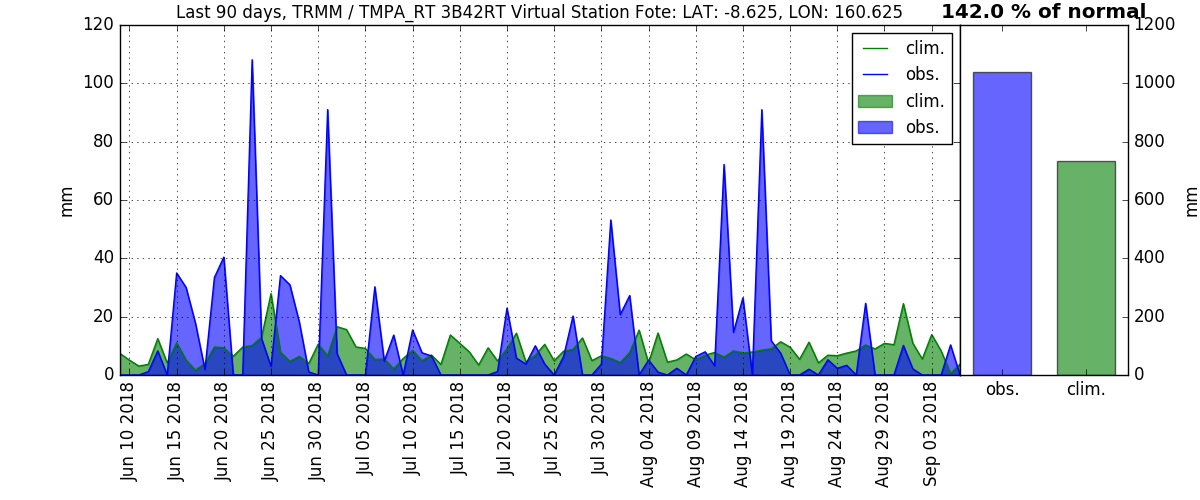 Last 90 days, TRMM / TMPA_RT 3B42RT Virtual Station Fote: LAT: -8.625, LON: 160.625
142.0 % of normal
120
100
80
60
40
20
0
mm
clim.
obs.
clim.
obs.
1200
1000
800
600
400
200
0
mm
obs.
clim.
Jun 10 2018
Jun 15 2018
Jun 20 2018
Jun 25 2018
Jun 30 2018
Jul 05 2018
Jul 10 2018
Jul 15 2018
Jul 20 2018
Jul 25 2018
Jul 30 2018
Aug 04 2018
Aug 09 2018
Aug 14 2018
Aug 19 2018
Aug 24 2018
Aug 29 2018
Sep 03 2018